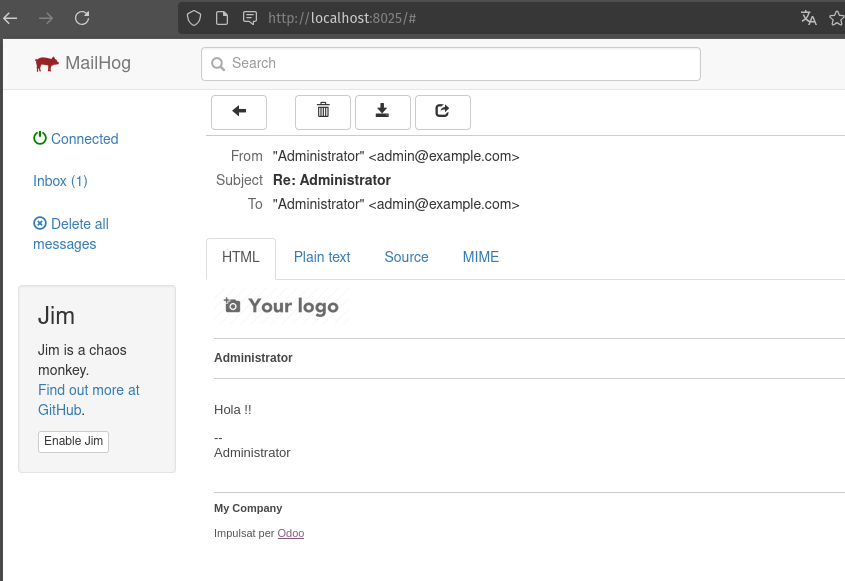 http://localhost:8025/#
MailHog
Search
Connected
Inbox (1)
Delete all
messages
Jim
Jim is a chaos
monkey.
Find out more at
GitHub.
Enable Jim
From "Administrator" <admin@example.com>
Subject Re: Administrator
To "Administrator" <admin@example.com>
HTML Plain text Source MIME
Your logo
Administrator
Hola !!
--
Administrator
My Company
Impulsat per Odoo